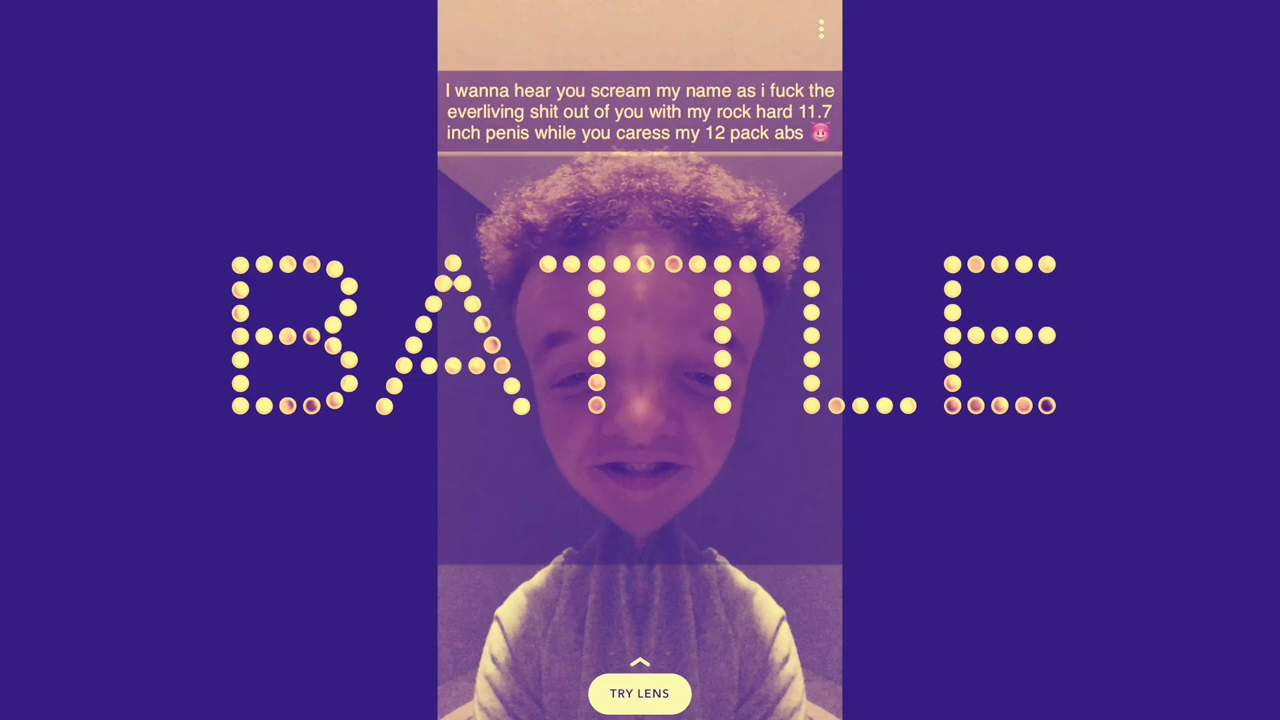 I wanna hear you scream my name as i fuck the
everliving shit out of you with my rock hard 11.7
inch penis while you caress my 12 pack abs 😈
BATTLE
TRY LENS